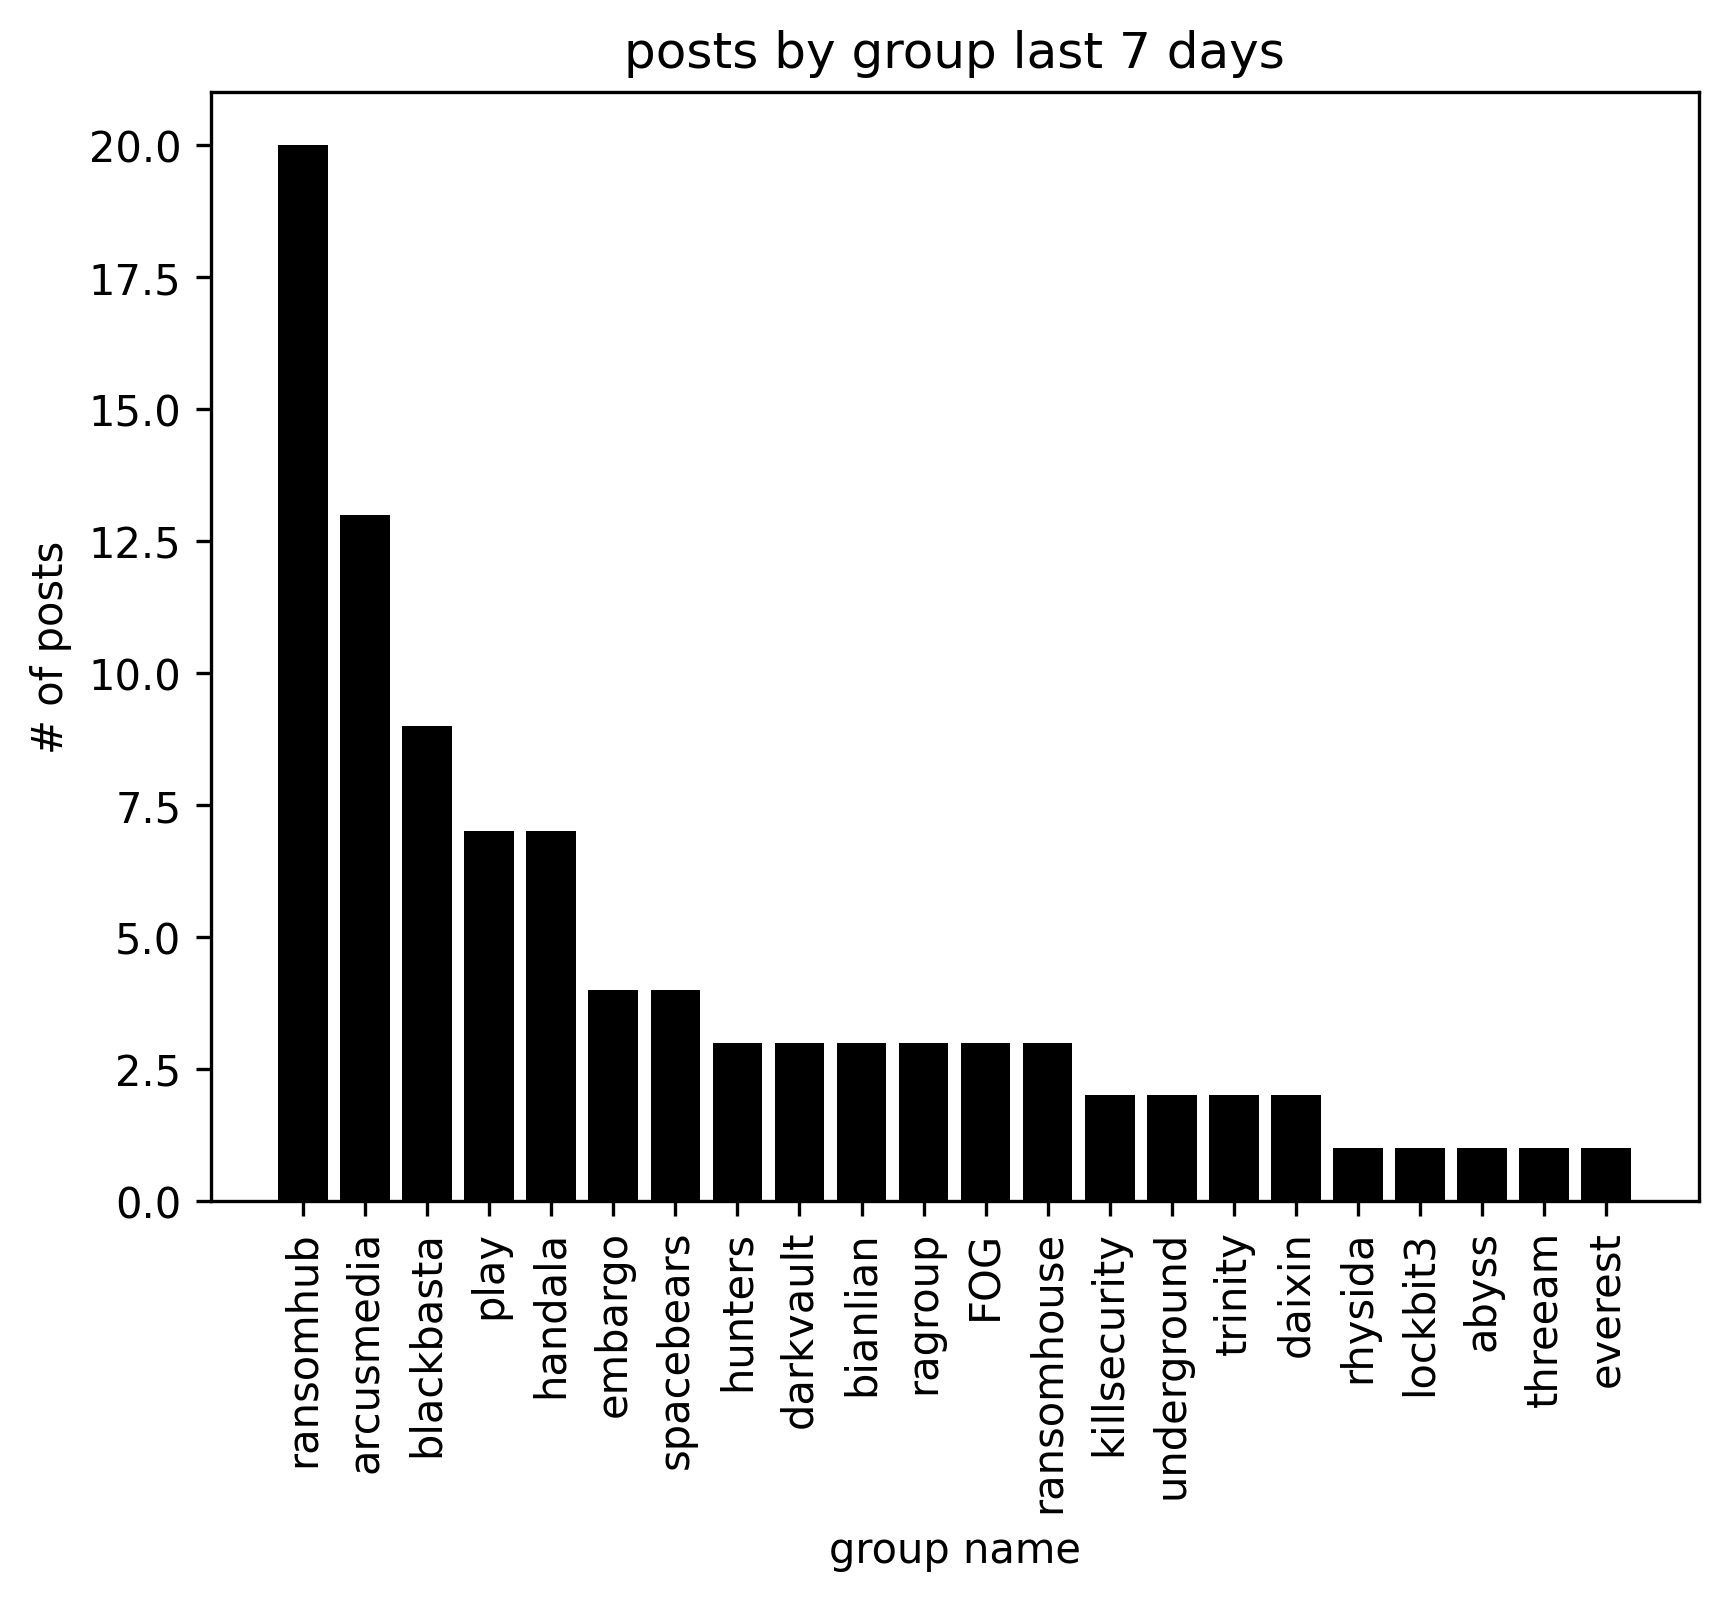 posts by group last 7 days
20.0
17.5
15.0
12.5
10.0
7.5
5.0
2.5
0.0
# of posts
ransomhub
arcusmedia
blackbasta
play
handala
embargo
spacebears
hunters
darkvault
bianlian
ragroup
FOG
ransomhouse
killsecurity
underground
trinity
daixin
rhysida
lockbit3
abyss
threeam
everest
group name